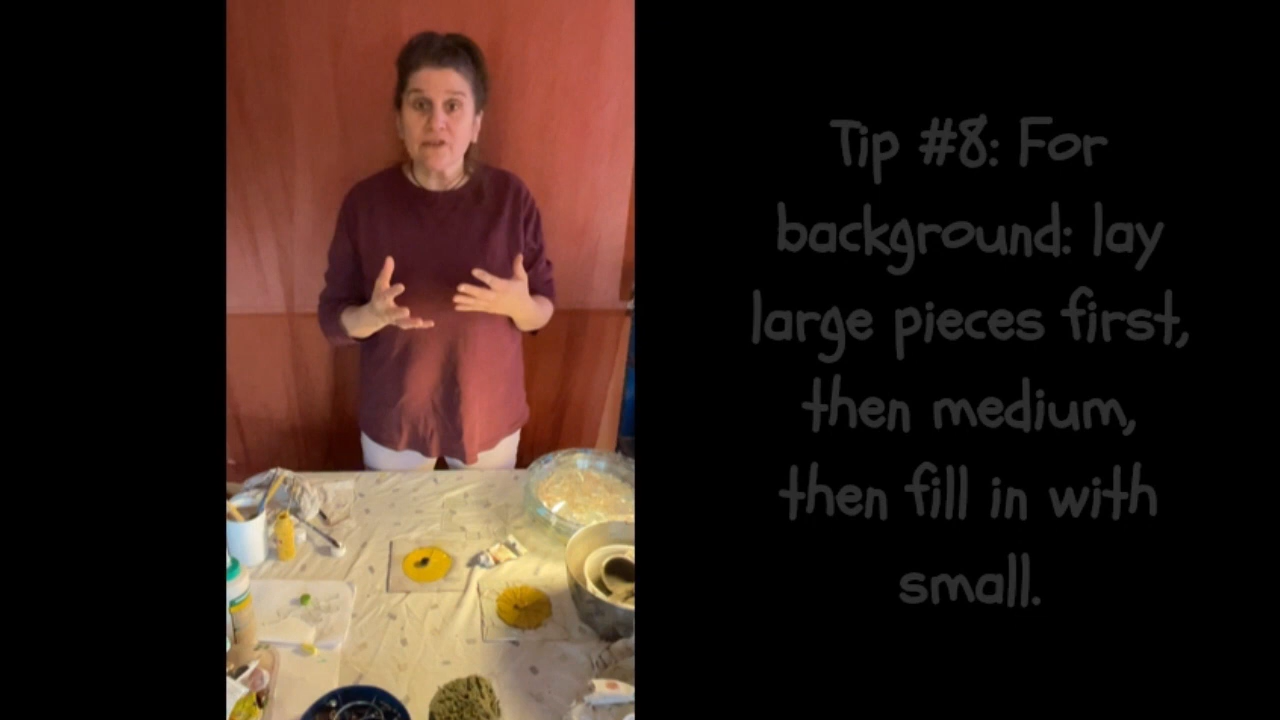 Tip #8: For
background: lay
large pieces first,
then medium,
then fill in with
small.